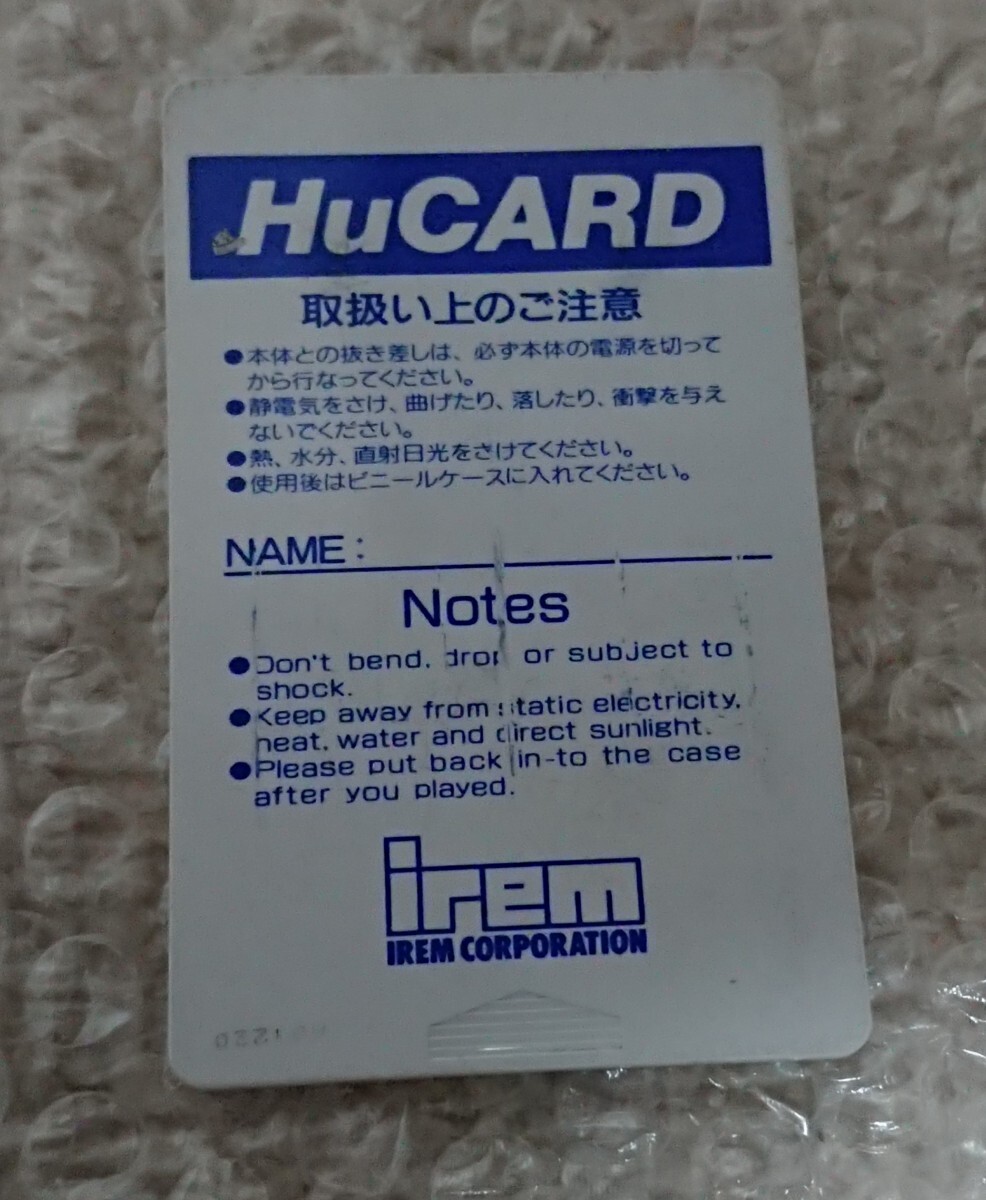 HuCARD
取扱い上のご注意
●本体との抜き差しは、必ず本体の電源を切って
から行なってください。
●静電気をさけ、曲げたり、落したり、衝撃を与え
ないでください。
●熱、水分、直射日光をさけてください。
●使用後はビニールケースに入れてください。
NAME:
Notes
●Don't bend, drop or subject to
shock.
●Keep away from static electricity,
heat, water and direct sunlight.
●Please put back in-to the case
after you played.
irem
IREM CORPORATION